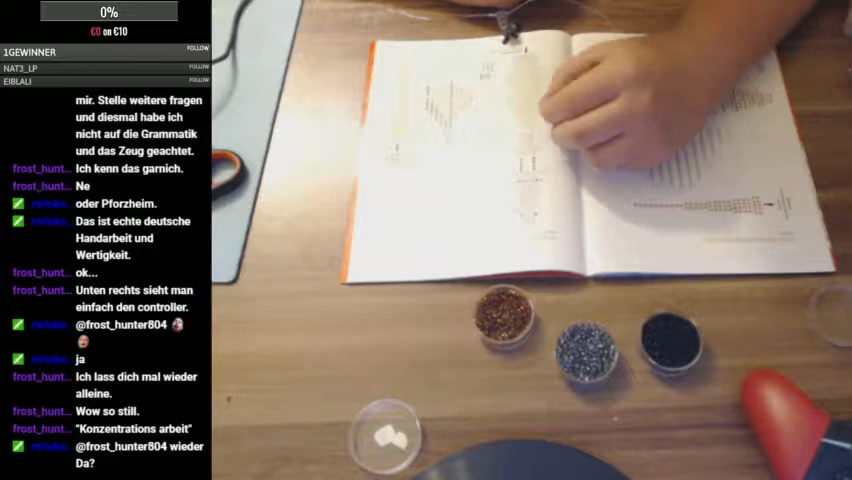 0%
€0 on €10
1GEWINNER FOLLOW
NAT3_LP FOLLOW
EIBLALI FOLLOW
mir. Stelle weitere fragen
und diesmal habe ich
nicht auf die Grammatik
und das Zeug geachtet.
frost_hunt... Ich kenn das garnich.
frost_hunt... Ne
oder Pforzheim.
Das ist echte deutsche
Handarbeit und
Wertigkeit.
frost_hunt... ok...
frost_hunt... Unten rechts sieht man
einfach den controller.
@frost_hunter804
ja
frost_hunt... Ich lass dich mal wieder
alleine.
frost_hunt... Wow so still.
frost_hunt... "Konzentrations arbeit"
@frost_hunter804 wieder
Da?